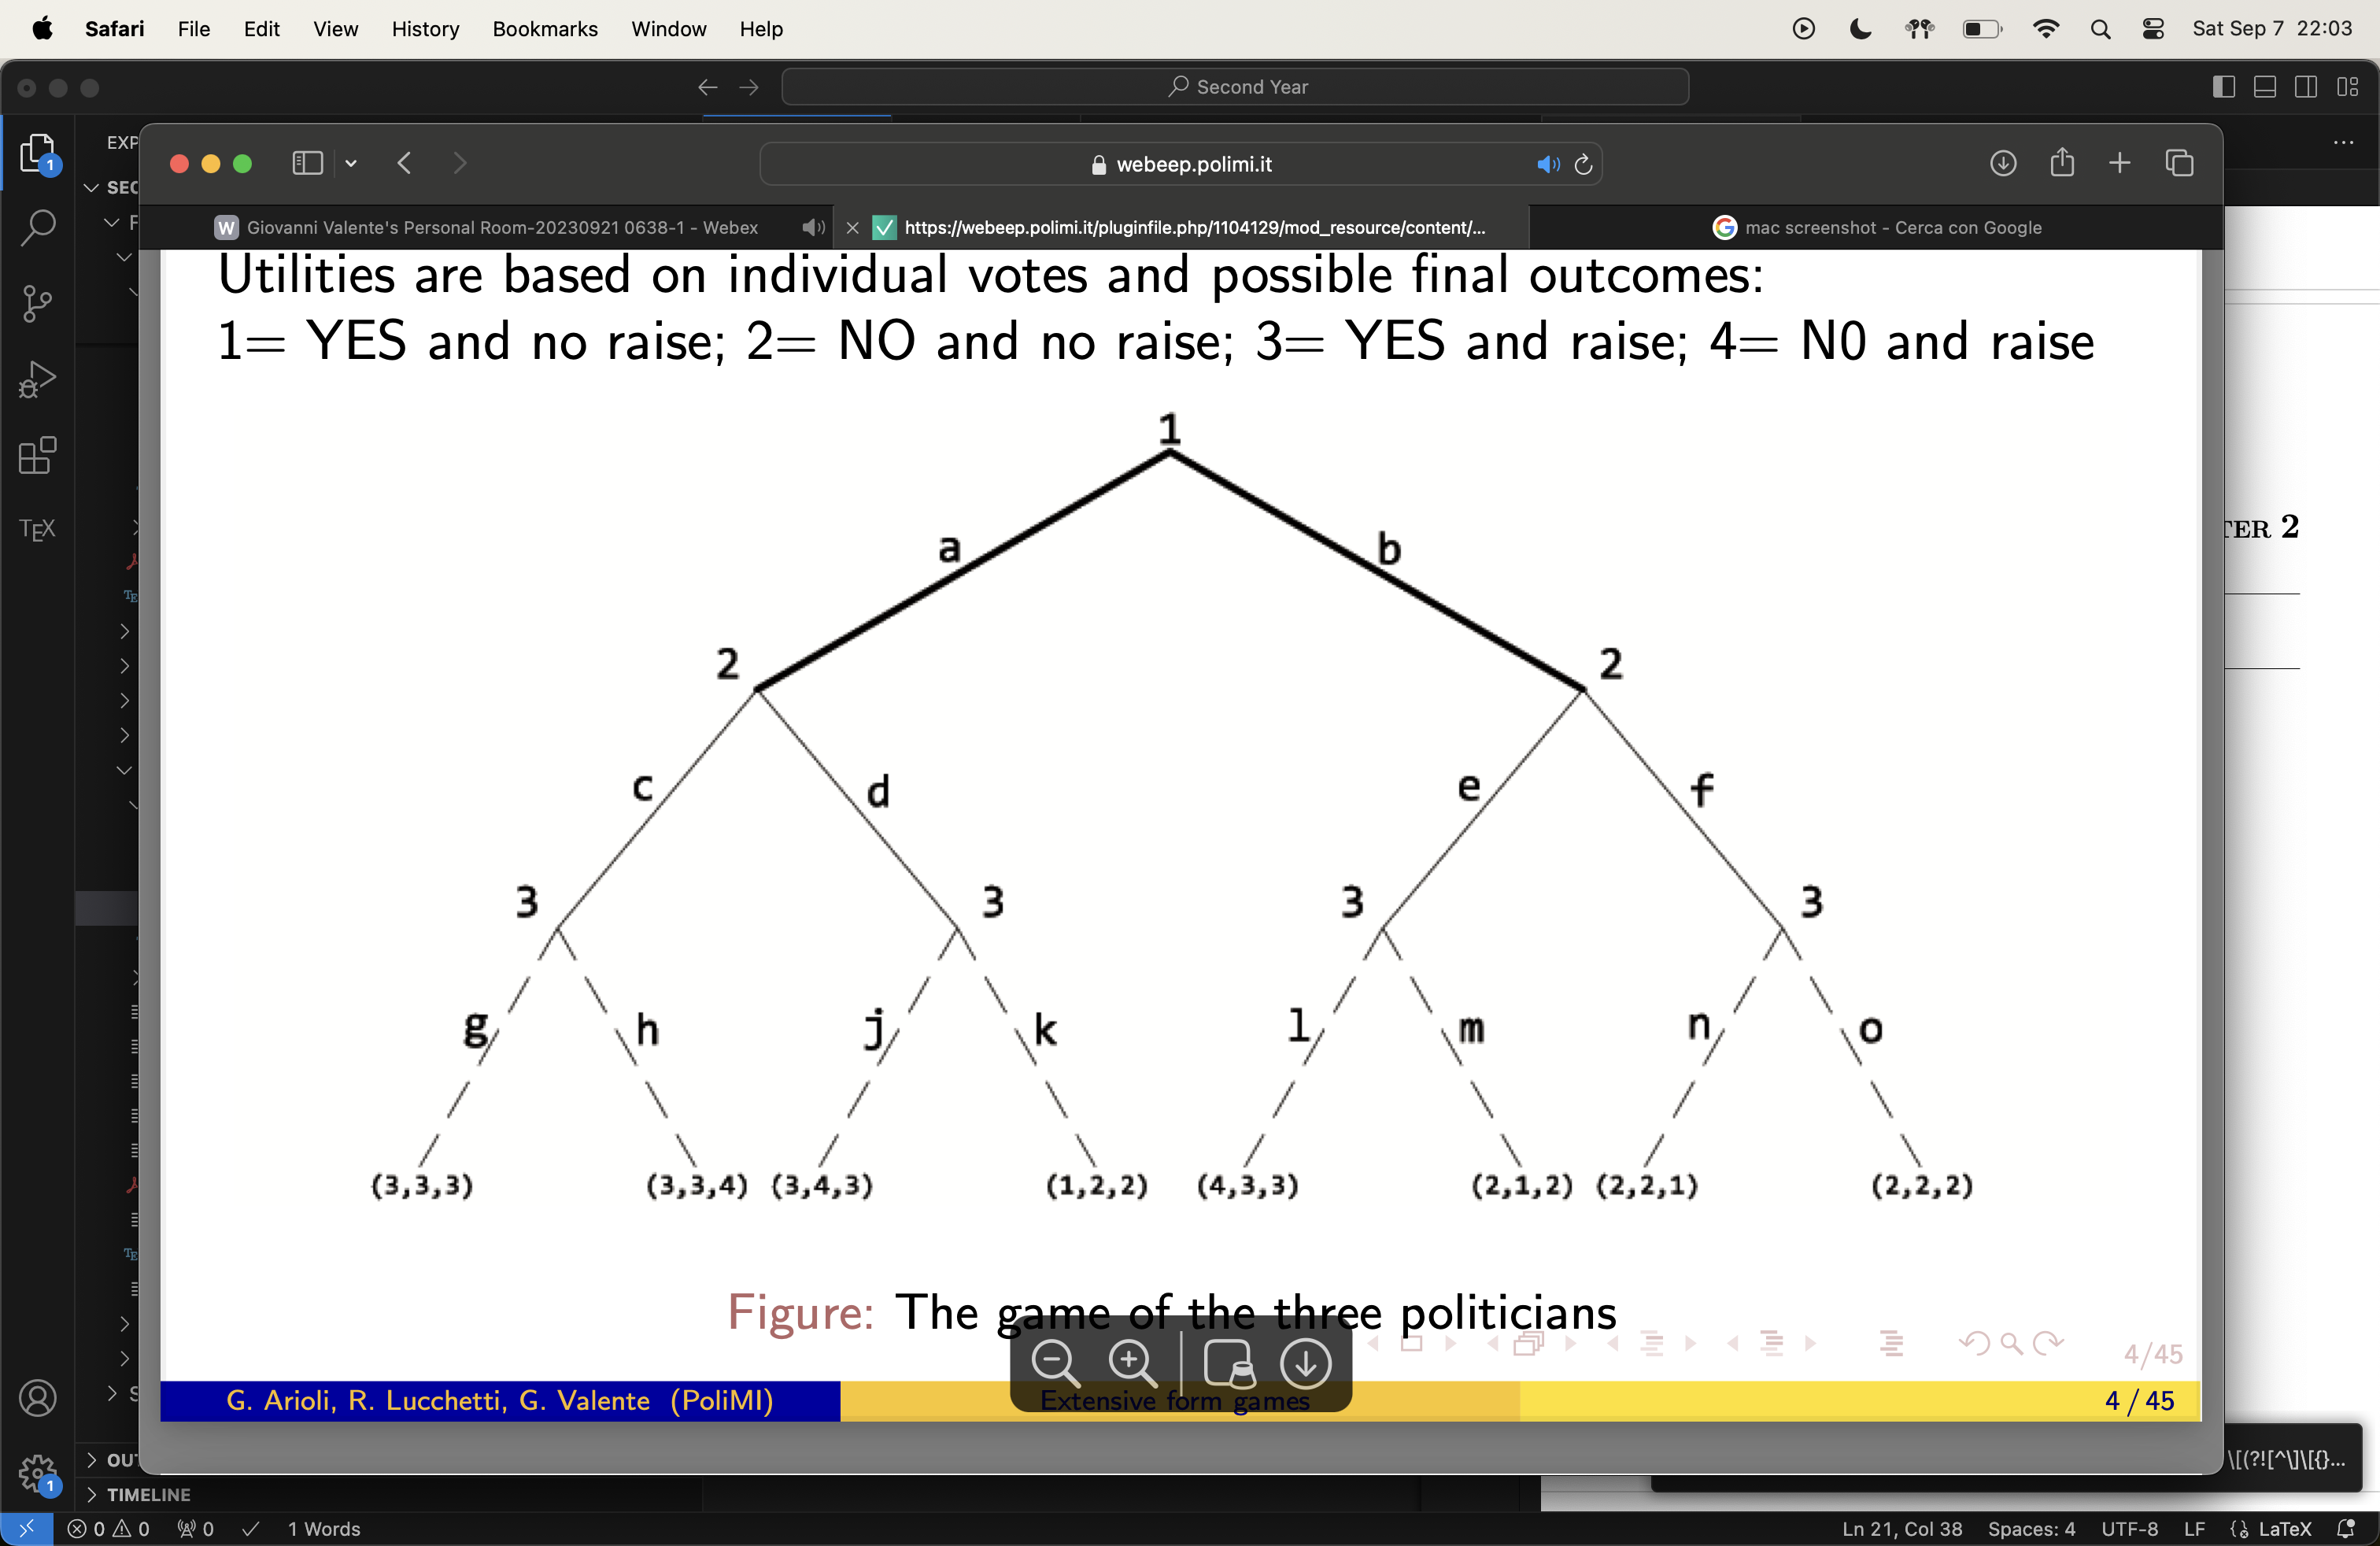 Safari File Edit View History Bookmarks Window Help Sat Sep 7 22:03
Second Year
EXP
webeep.polimi.it
SEC
W Giovanni Valente's Personal Room-20230921 0638-1 - Webex
https://webeep.polimi.it/pluginfile.php/1104129/mod_resource/content/...
mac screenshot - Cerca con Google
Utilities are based on individual votes and possible final outcomes:
1= YES and no raise; 2= NO and no raise; 3= YES and raise; 4= N0 and raise
1
a b
2 2
c d e f
3 3 3 3
g h j k l m n o
(3,3,3) (3,3,4) (3,4,3) (1,2,2) (4,3,3) (2,1,2) (2,2,1) (2,2,2)
TEX
TER 2
Figure: The game of the three politicians
4/45
G. Arioli, R. Lucchetti, G. Valente (PoliMI) Extensive form games 4 / 45
\[(?![^\]\[{}...
OUT
TIMELINE
0 0 0 1 Words Ln 21, Col 38 Spaces: 4 UTF-8 LF LaTeX